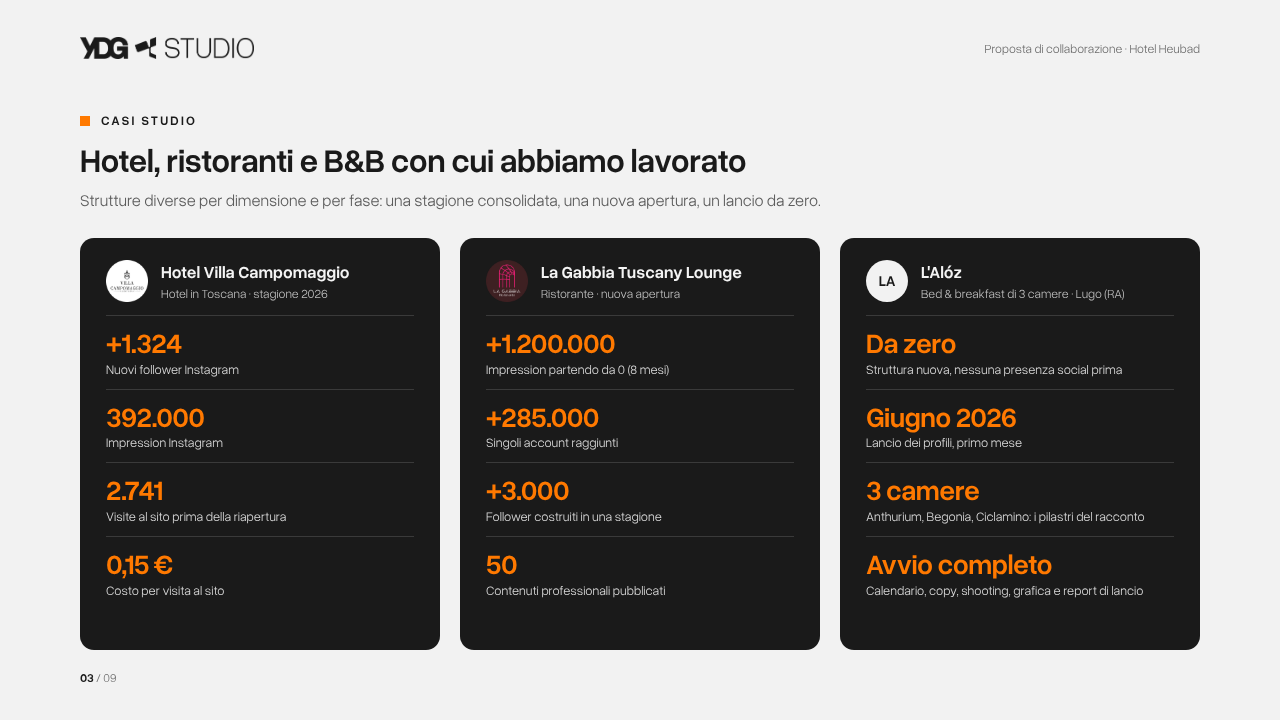 YDG STUDIO
Proposta di collaborazione · Hotel Heubad
CASI STUDIO
Hotel, ristoranti e B&B con cui abbiamo lavorato
Strutture diverse per dimensione e per fase: una stagione consolidata, una nuova apertura, un lancio da zero.
VILLA
CAMPOMAGGIO
Hotel Villa Campomaggio
Hotel in Toscana · stagione 2026
+1.324
Nuovi follower Instagram
392.000
Impression Instagram
2.741
Visite al sito prima della riapertura
0,15 €
Costo per visita al sito
LA GABBIA
La Gabbia Tuscany Lounge
Ristorante · nuova apertura
+1.200.000
Impression partendo da 0 (8 mesi)
+285.000
Singoli account raggiunti
+3.000
Follower costruiti in una stagione
50
Contenuti professionali pubblicati
LA
L'Alóz
Bed & breakfast di 3 camere · Lugo (RA)
Da zero
Struttura nuova, nessuna presenza social prima
Giugno 2026
Lancio dei profili, primo mese
3 camere
Anthurium, Begonia, Ciclamino: i pilastri del racconto
Avvio completo
Calendario, copy, shooting, grafica e report di lancio
03 / 09